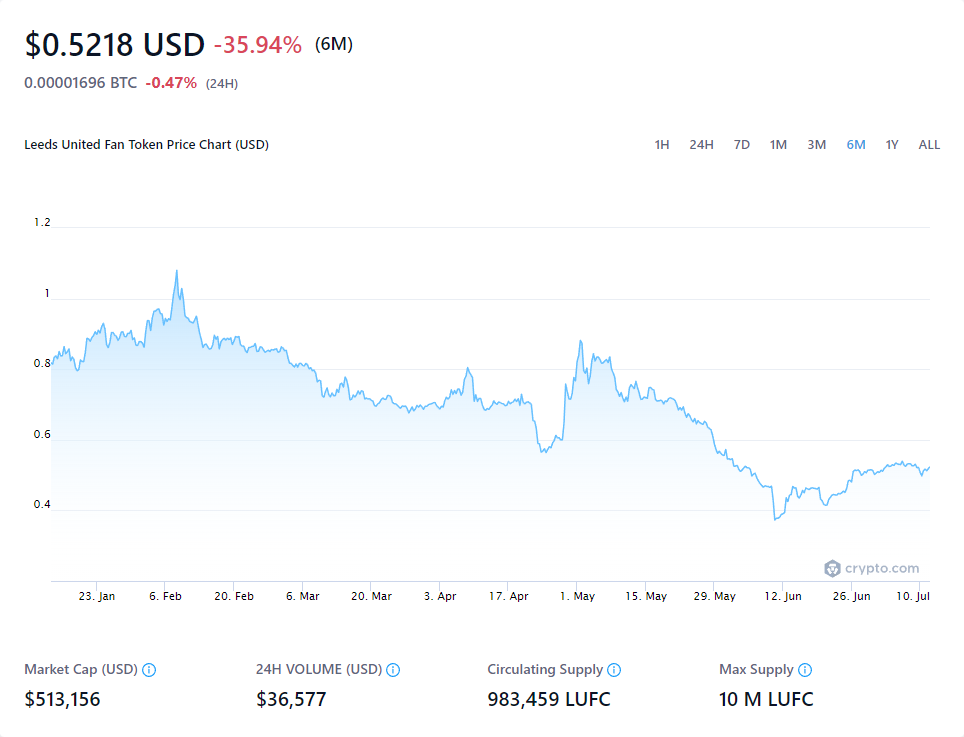 $0.5218 USD -35.94% (6M)
0.00001696 BTC -0.47% (24H)
Leeds United Fan Token Price Chart (USD)
1H 24H 7D 1M 3M 6M 1Y ALL
1.2
1
0.8
0.6
0.4
crypto.com
23. Jan 6. Feb 20. Feb 6. Mar 20. Mar 3. Apr 17. Apr 1. May 15. May 29. May 12. Jun 26. Jun 10. Jul
Market Cap (USD) 24H VOLUME (USD) Circulating Supply Max Supply
$513,156 $36,577 983,459 LUFC 10 M LUFC